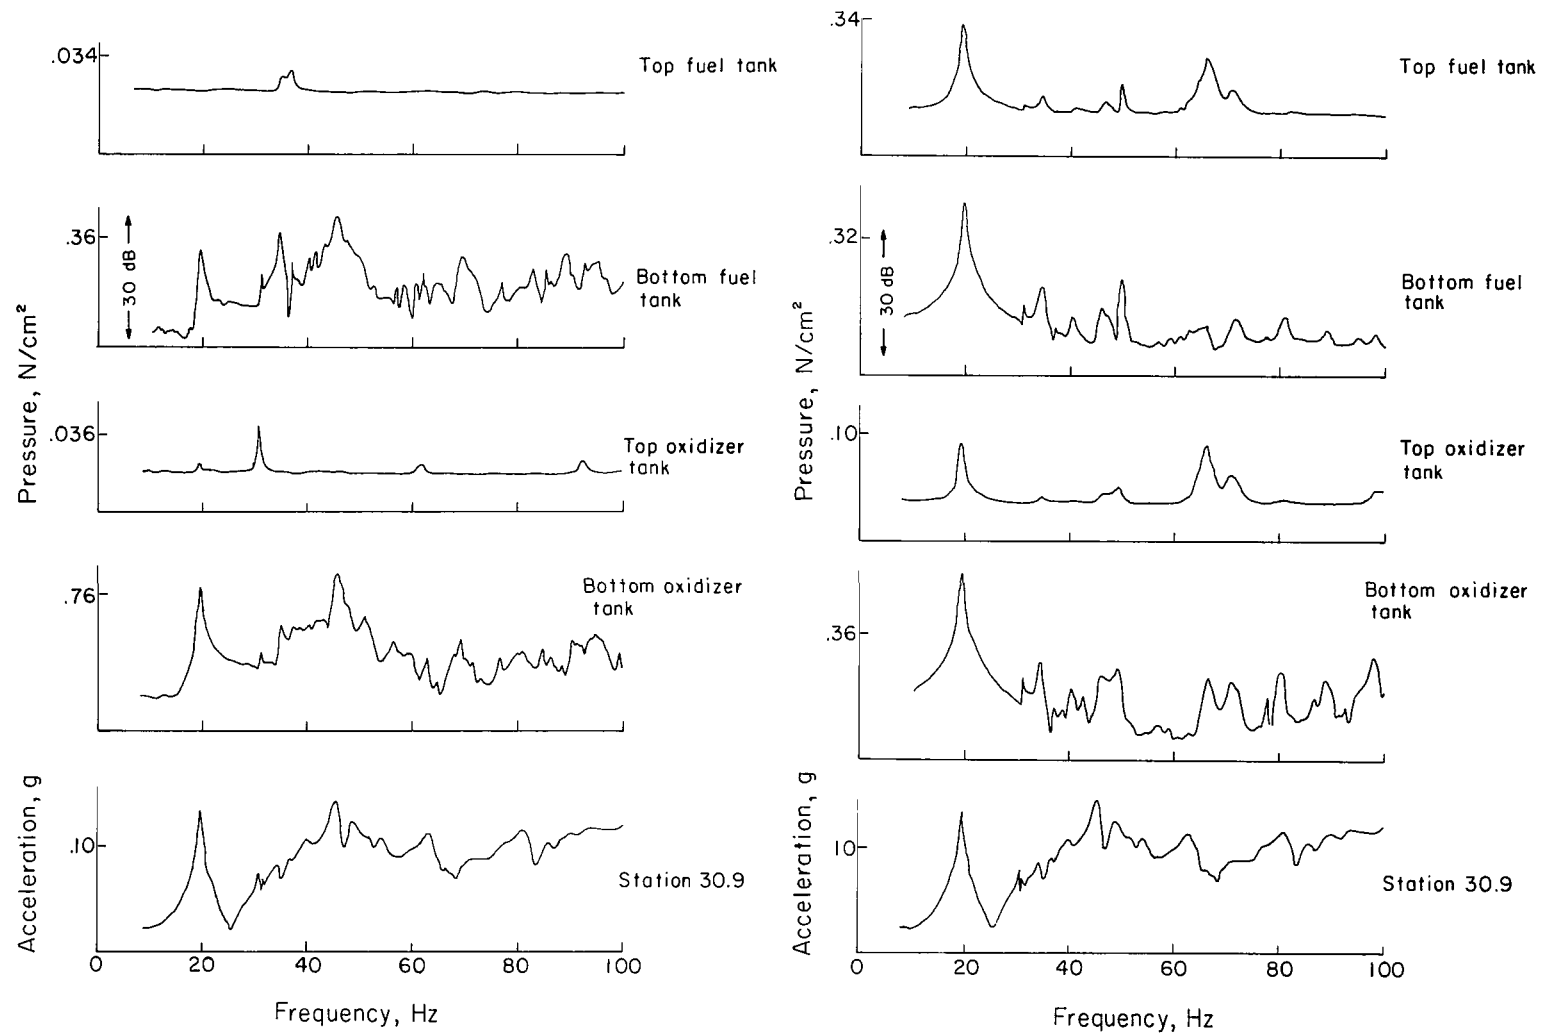 .034
Top fuel tank
.36
30 dB
Bottom fuel
tank
Pressure, N/cm²
.036
Top oxidizer
tank
.76
Bottom oxidizer
tank
Acceleration, g
.10
Station 30.9
0 20 40 60 80 100
Frequency, Hz
.34
Top fuel tank
.32
30 dB
Bottom fuel
tank
Pressure, N/cm²
.10
Top oxidizer
tank
.36
Bottom oxidizer
tank
Acceleration, g
10
Station 30.9
0 20 40 60 80 100
Frequency, Hz